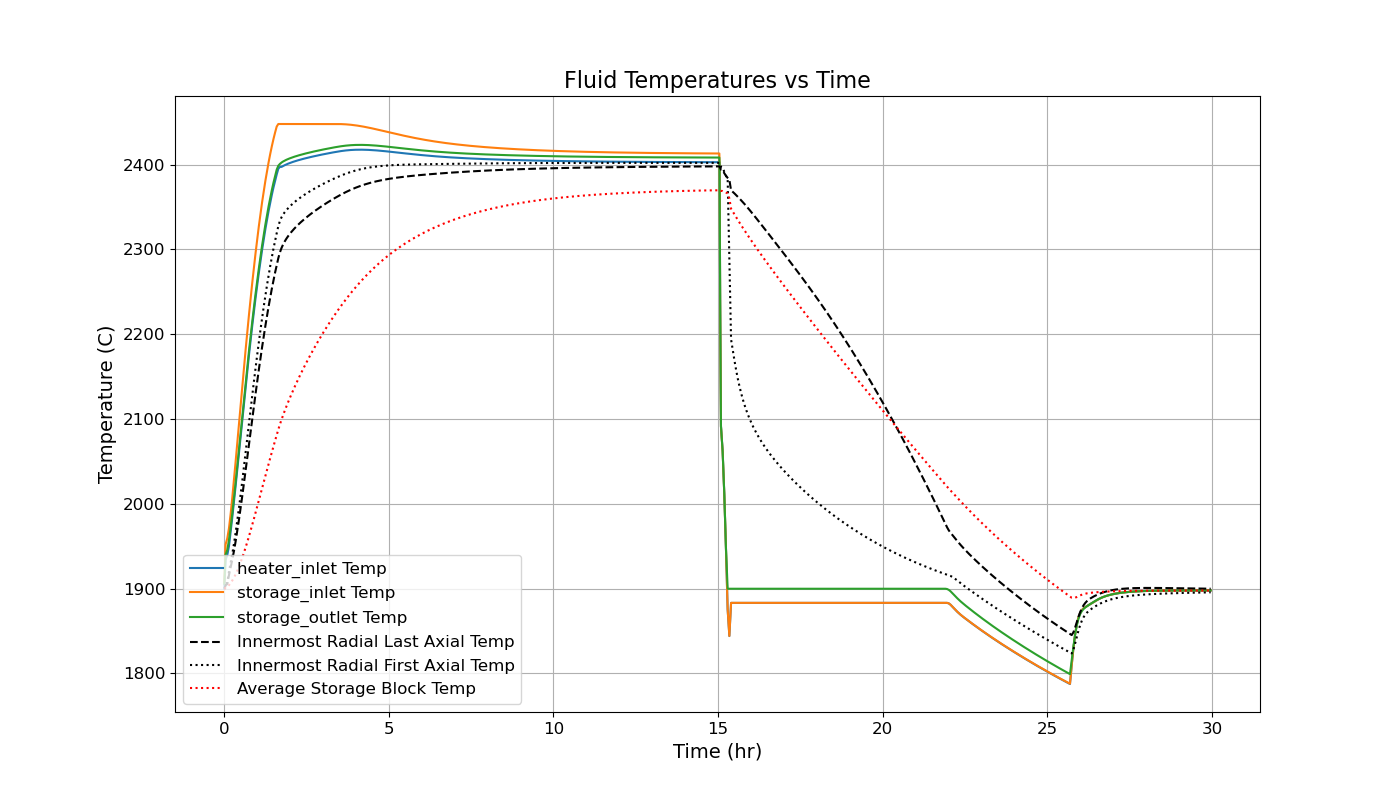 Fluid Temperatures vs Time
Temperature (C)
2400
2300
2200
2100
2000
1900
1800
heater_inlet Temp
storage_inlet Temp
storage_outlet Temp
Innermost Radial Last Axial Temp
Innermost Radial First Axial Temp
Average Storage Block Temp
0 5 10 15 20 25 30
Time (hr)